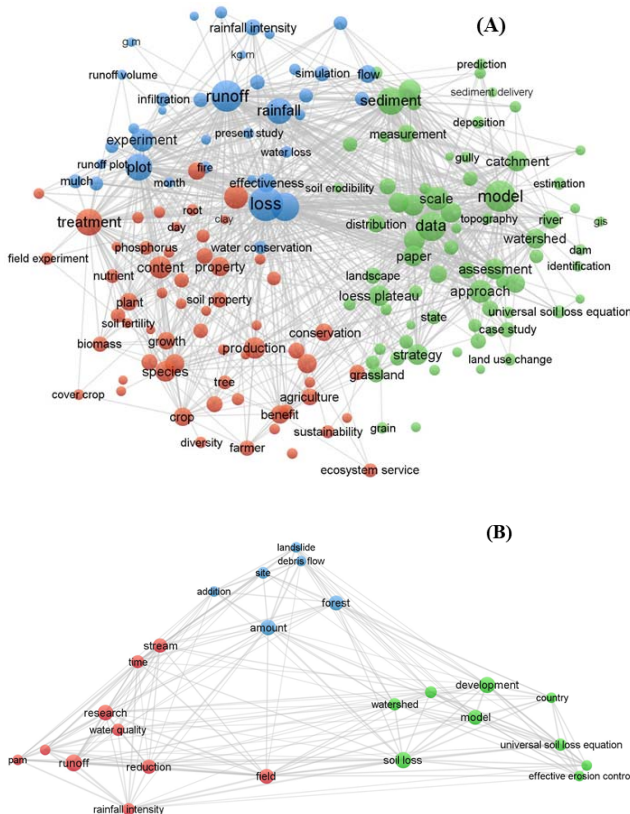 (A)
rainfall intensity
g m
kg m
prediction
runoff volume
simulation
flow
sediment delivery
infiltration
runoff
sediment
rainfall
deposition
experiment
present study
measurement
water loss
gully
catchment
runoff plot
plot
fire
mulch
month
effectiveness
soil erodibility
estimation
root
loss
scale
model
treatment
day
clay
distribution
data
topography
river
gis
phosphorus
water conservation
watershed
field experiment
content
property
paper
dam
nutrient
landscape
assessment
identification
plant
soil property
loess plateau
approach
soil fertility
state
universal soil loss equation
biomass
growth
conservation
case study
production
strategy
species
land use change
tree
grassland
cover crop
agriculture
crop
benefit
diversity
farmer
sustainability
grain
ecosystem service
(B)
landslide
debris flow
site
addition
forest
amount
stream
time
development
country
watershed
research
model
water quality
universal soil loss equation
pam
runoff
reduction
soil loss
field
effective erosion contro
rainfall intensity